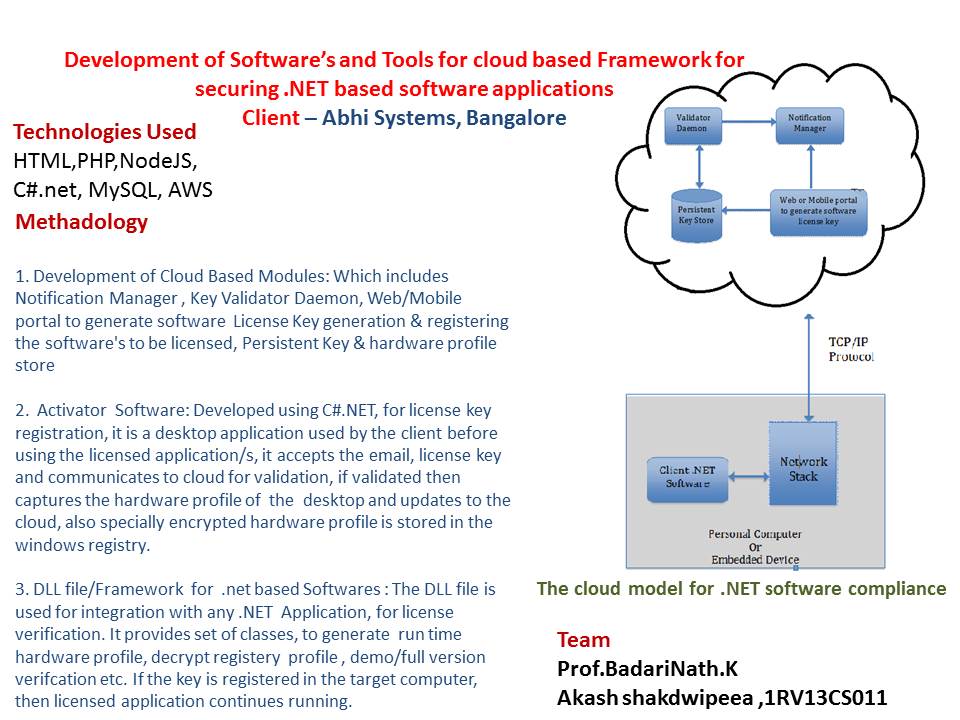 Development of Software's and Tools for cloud based Framework for
securing .NET based software applications
Client – Abhi Systems, Bangalore
Technologies Used
HTML,PHP,NodeJS,
C#.net, MySQL, AWS
Methadology
1. Development of Cloud Based Modules: Which includes
Notification Manager , Key Validator Daemon, Web/Mobile
portal to generate software License Key generation & registering
the software's to be licensed, Persistent Key & hardware profile
store
2. Activator Software: Developed using C#.NET, for license key
registration, it is a desktop application used by the client before
using the licensed application/s, it accepts the email, license key
and communicates to cloud for validation, if validated then
captures the hardware profile of the desktop and updates to the
cloud, also specially encrypted hardware profile is stored in the
windows registry.
3. DLL file/Framework for .net based Softwares : The DLL file is
used for integration with any .NET Application, for license
verification. It provides set of classes, to generate run time
hardware profile, decrypt registery profile , demo/full version
verifcation etc. If the key is registered in the target computer,
then licensed application continues running.
Validator
Daemon
Notification
Manager
Persistent
Key Store
Web or Mobile portal
to generate software
license key
TCP/IP
Protocol
Client .NET
Software
Network
Stack
Personal Computer
Or
Embedded Device
The cloud model for .NET software compliance
Team
Prof.BadariNath.K
Akash shakdwipeea ,1RV13CS011